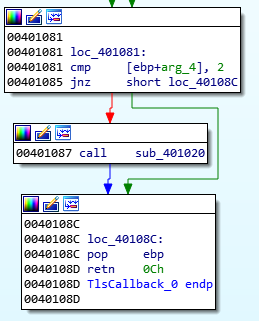 00401081
00401081 loc_401081:
00401081 cmp [ebp+arg_4], 2
00401085 jnz short loc_40108C
00401087 call sub_401020
0040108C
0040108C loc_40108C:
0040108C pop ebp
0040108D retn 0Ch
0040108D TlsCallback_0 endp
0040108D